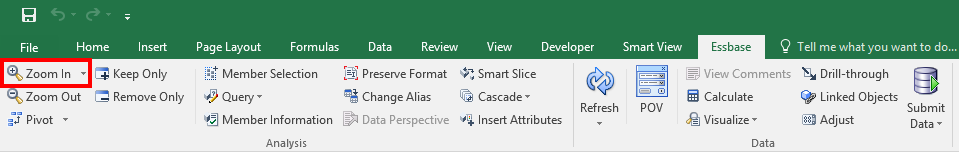 File Home Insert Page Layout Formulas Data Review View Developer Smart View Essbase Tell me what you want to do...
Zoom In Keep Only Member Selection Preserve Format Smart Slice View Comments Drill-through
Zoom Out Remove Only Query Change Alias Cascade Refresh POV Calculate Linked Objects Submit
Pivot Member Information Data Perspective Insert Attributes Visualize Adjust Data
Analysis Data